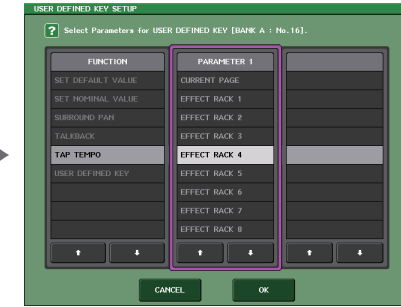 USER DEFINED KEY SETUP
? Select Parameters for USER DEFINED KEY [BANK A : No.16].
FUNCTION
SET DEFAULT VALUE
SET NOMINAL VALUE
SURROUND PAN
TALKBACK
TAP TEMPO
USER DEFINED KEY
PARAMETER 1
CURRENT PAGE
EFFECT RACK 1
EFFECT RACK 2
EFFECT RACK 3
EFFECT RACK 4
EFFECT RACK 5
EFFECT RACK 6
EFFECT RACK 7
EFFECT RACK 8
CANCEL
OK